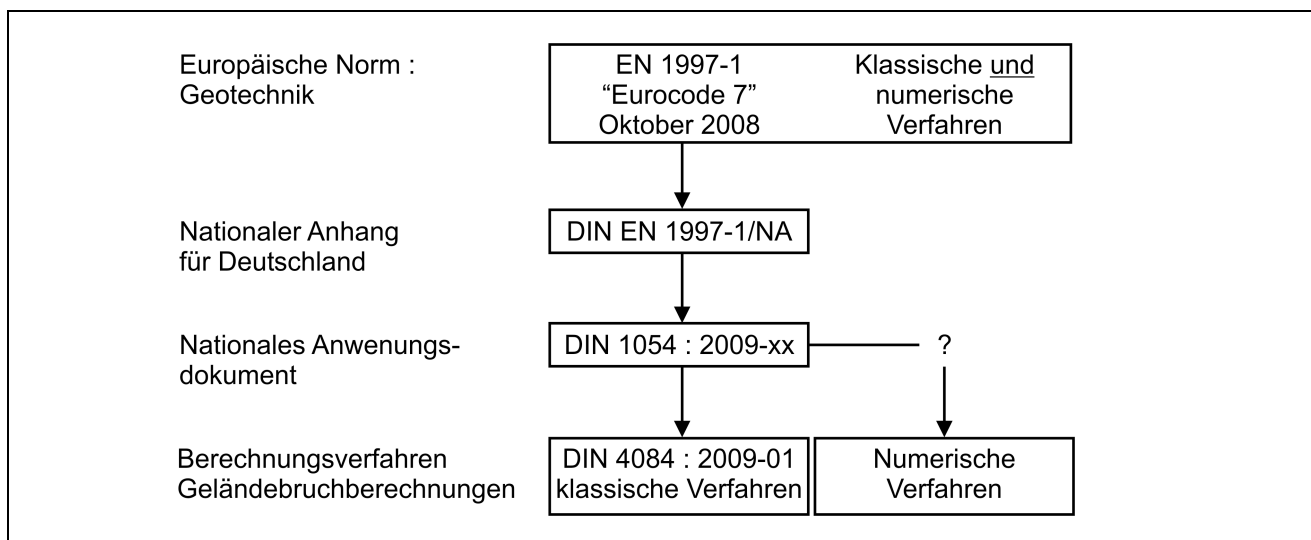 Europäische Norm :
Geotechnik
EN 1997-1
“Eurocode 7”
Oktober 2008
Klassische und
numerische
Verfahren
Nationaler Anhang
für Deutschland
DIN EN 1997-1/NA
Nationales Anwenungs-
dokument
DIN 1054 : 2009-xx
?
Berechnungsverfahren
Geländebruchberechnungen
DIN 4084 : 2009-01
klassische Verfahren
Numerische
Verfahren